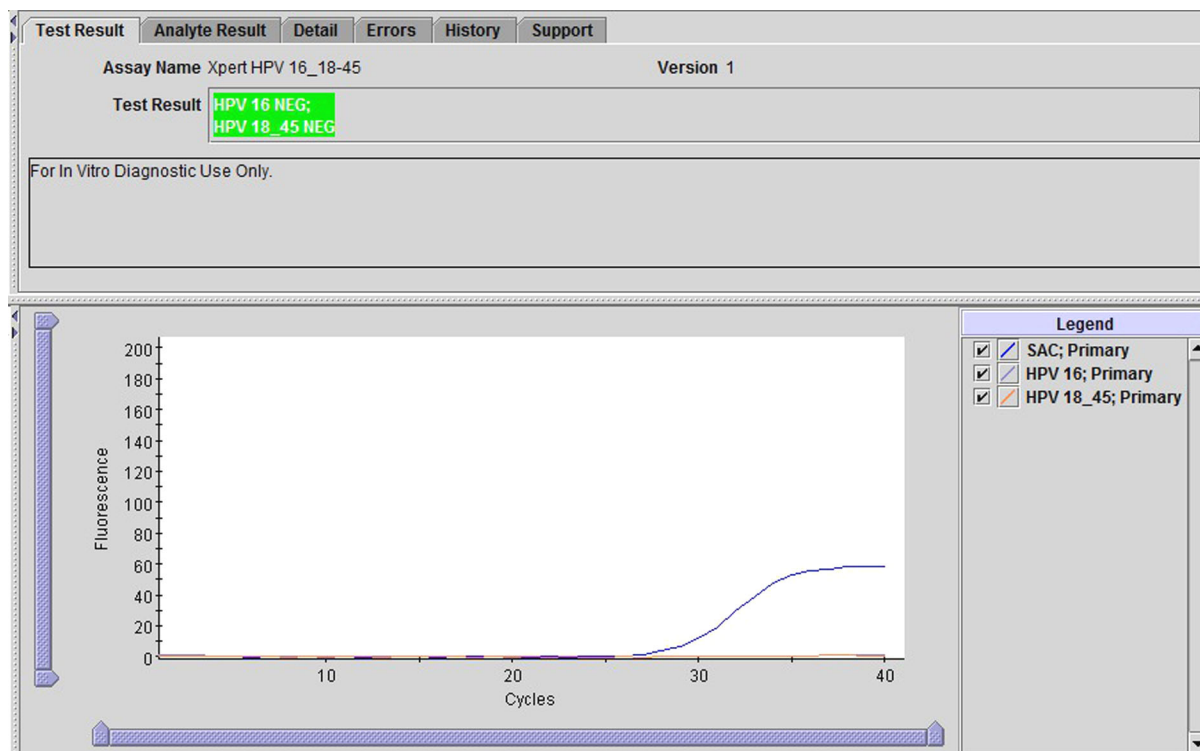 Test Result Analyte Result Detail Errors History Support
Assay Name Xpert HPV 16_18-45 Version 1
Test Result HPV 16 NEG;
HPV 18_45 NEG
For In Vitro Diagnostic Use Only.
Legend
SAC; Primary
HPV 16; Primary
HPV 18_45; Primary
Fluorescence
200
180
160
140
120
100
80
60
40
20
0
10 20 30 40
Cycles